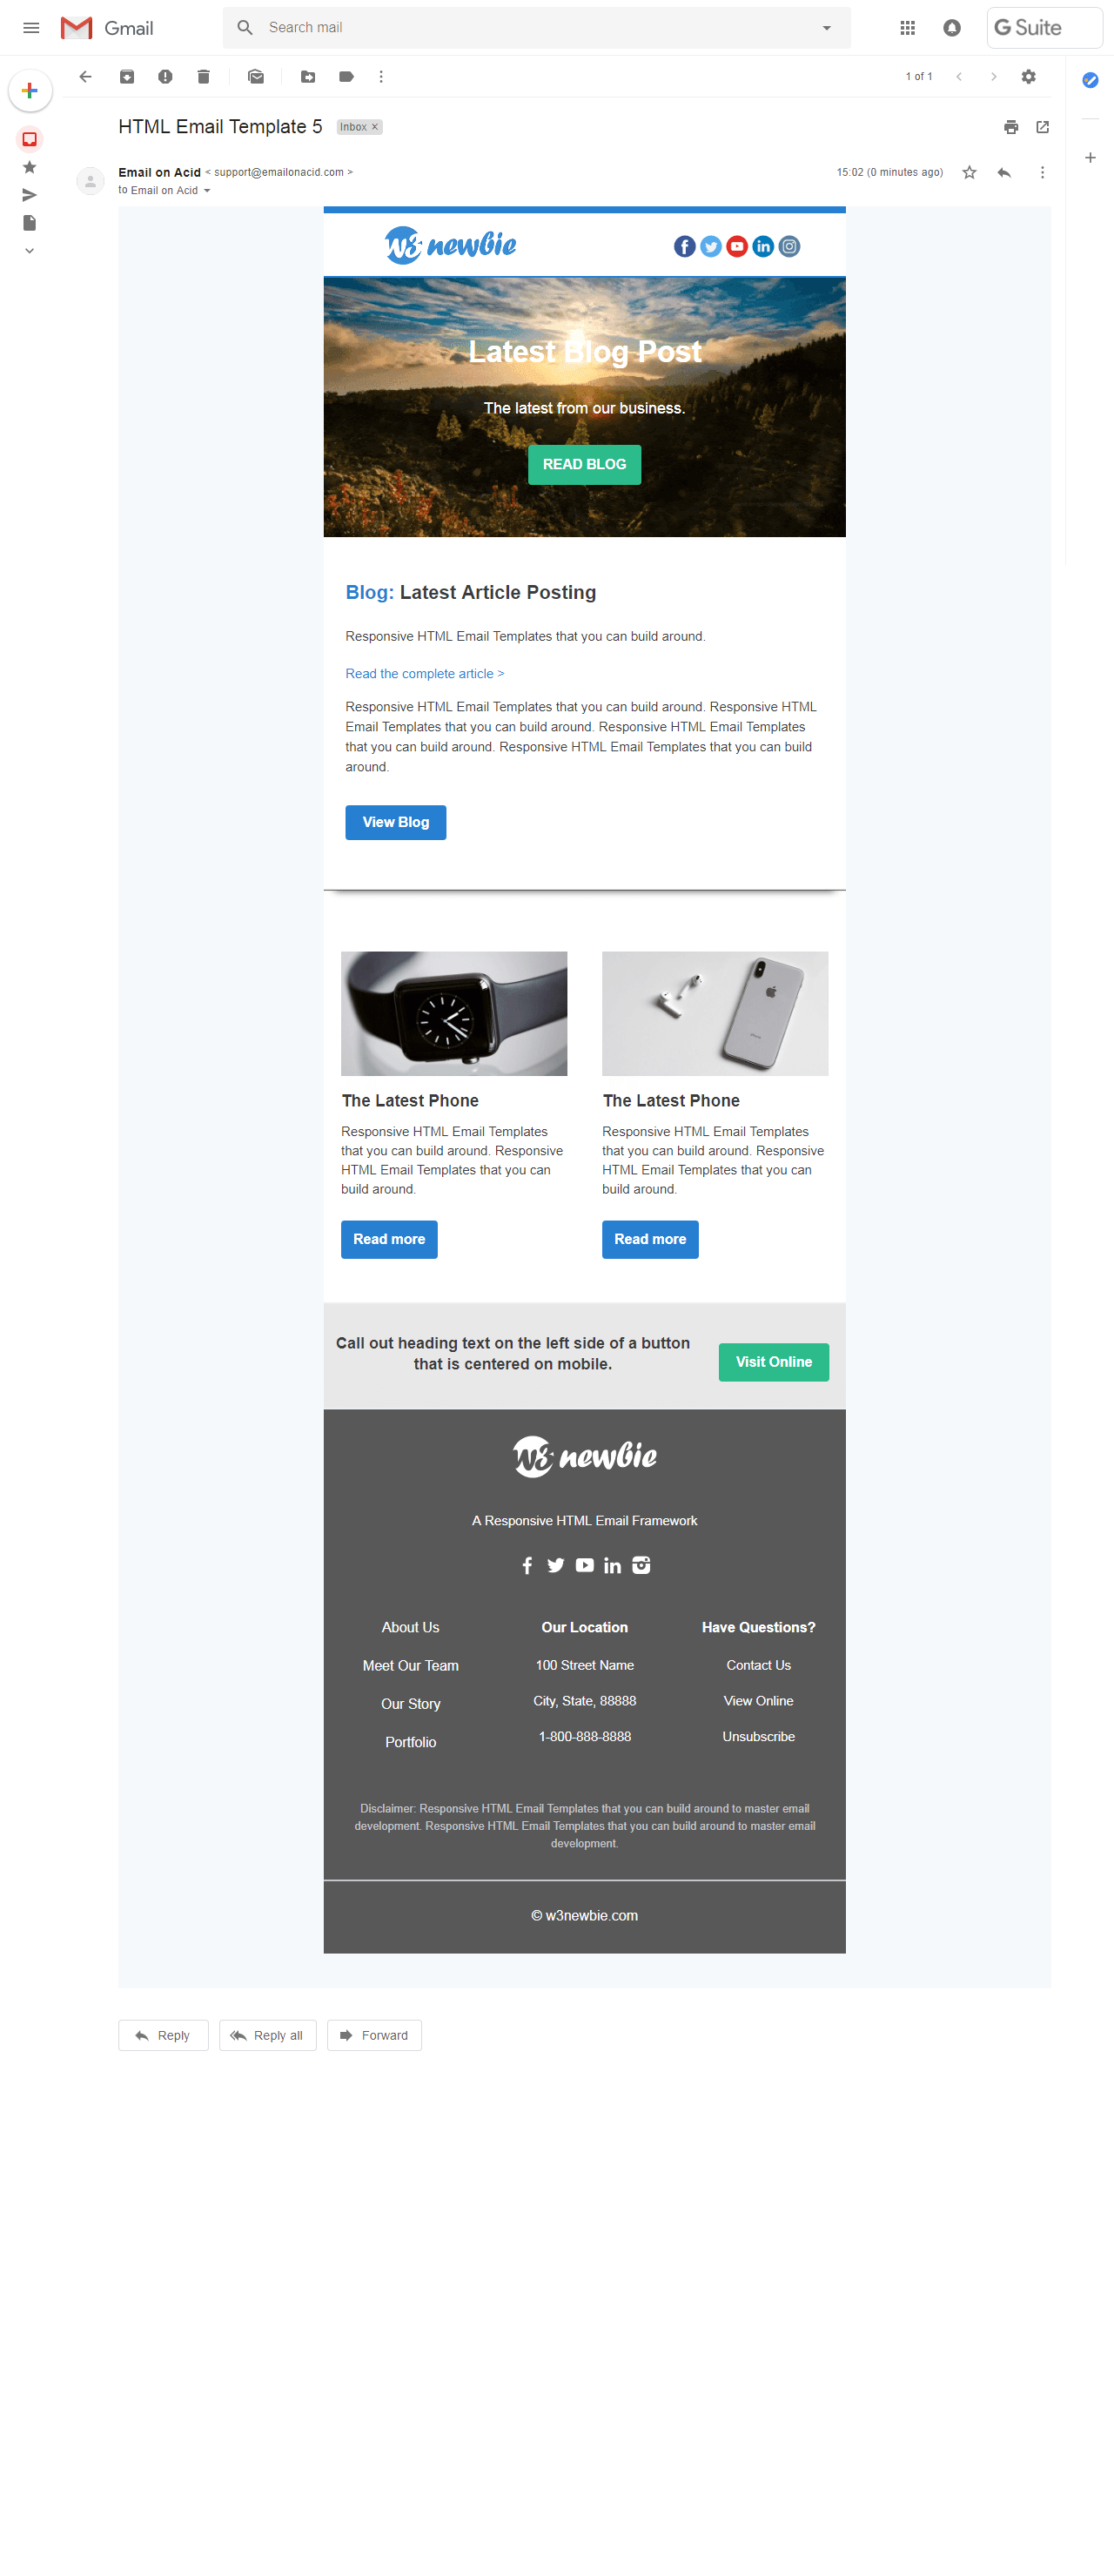 Gmail
Search mail
G Suite
1 of 1
HTML Email Template 5
Inbox ×
Email on Acid < support@emailonacid.com >
15:02 (0 minutes ago)
to Email on Acid
W3 newbie
Latest Blog Post
The latest from our business.
READ BLOG
Blog: Latest Article Posting
Responsive HTML Email Templates that you can build around.
Read the complete article >
Responsive HTML Email Templates that you can build around. Responsive HTML
Email Templates that you can build around. Responsive HTML Email Templates
that you can build around. Responsive HTML Email Templates that you can build
around.
View Blog
The Latest Phone
Responsive HTML Email Templates
that you can build around. Responsive
HTML Email Templates that you can
build around.
Read more
The Latest Phone
Responsive HTML Email Templates
that you can build around. Responsive
HTML Email Templates that you can
build around.
Read more
Call out heading text on the left side of a button
that is centered on mobile.
Visit Online
W3 newbie
A Responsive HTML Email Framework
About Us
Meet Our Team
Our Story
Portfolio
Our Location
100 Street Name
City, State, 88888
1-800-888-8888
Have Questions?
Contact Us
View Online
Unsubscribe
Disclaimer: Responsive HTML Email Templates that you can build around to master email
development. Responsive HTML Email Templates that you can build around to master email
development.
© w3newbie.com
Reply
Reply all
Forward